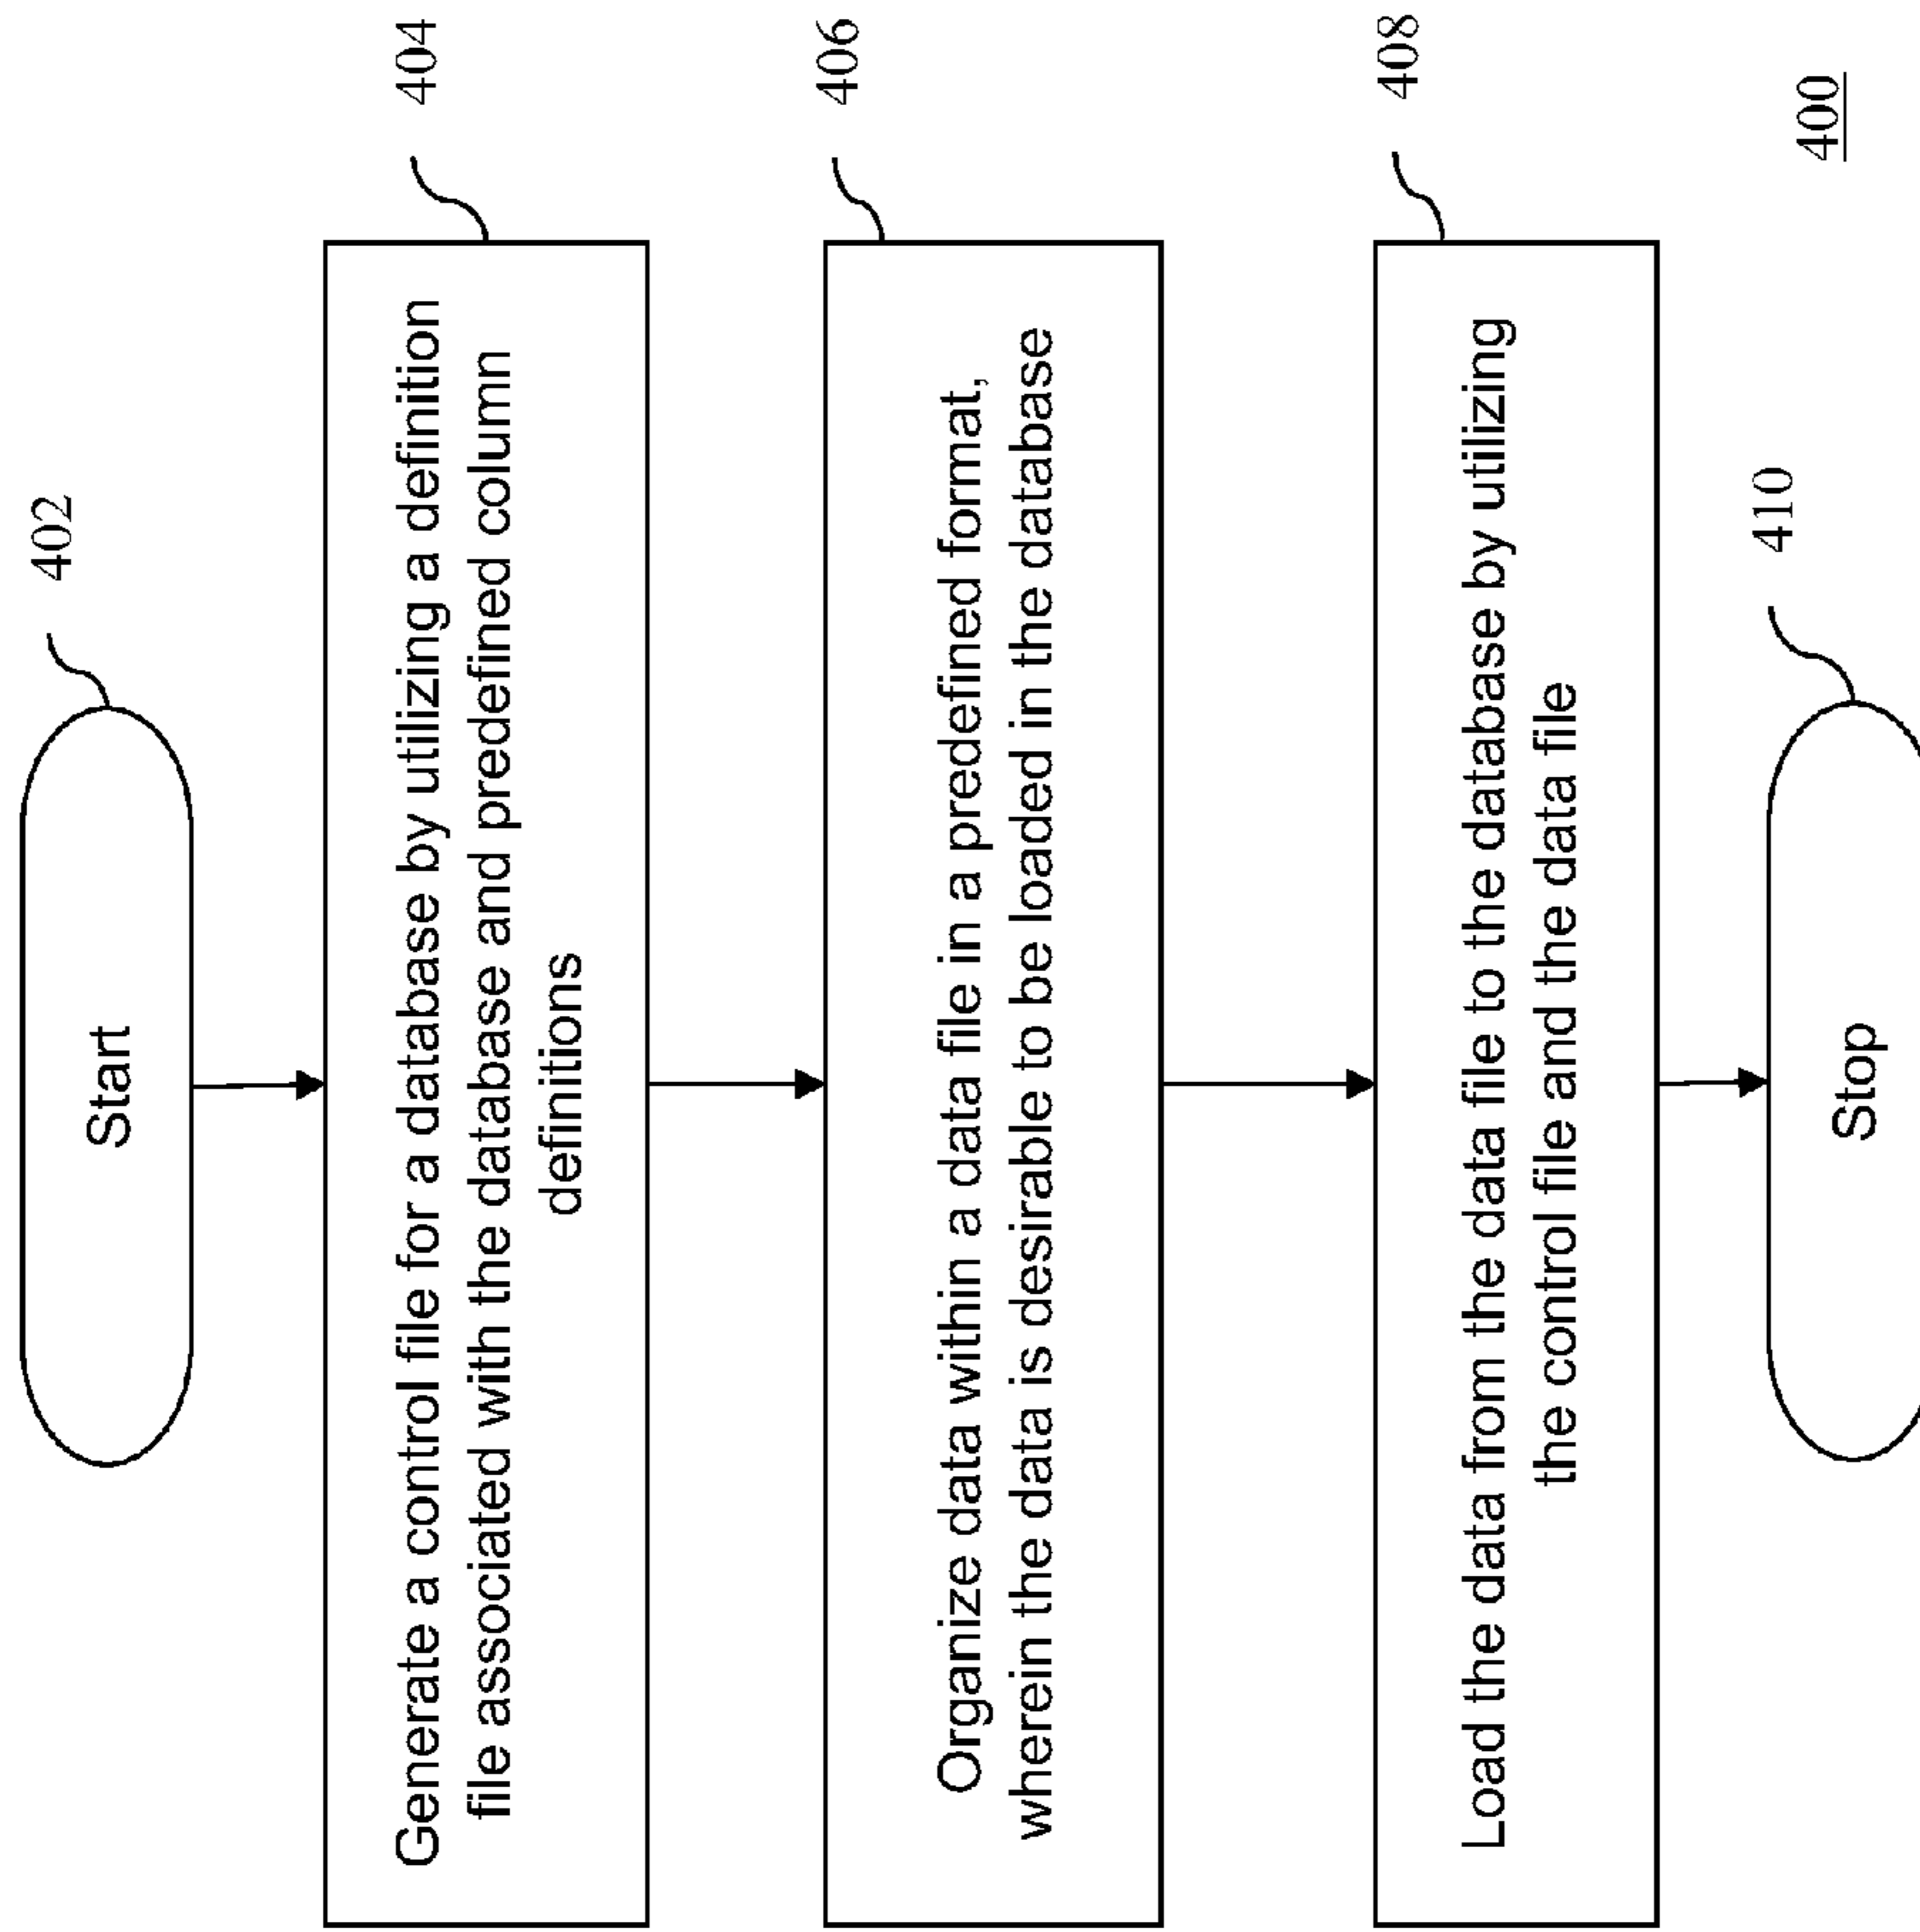 402
Start
404
Generate a control file for a database by utilizing a definition
file associated with the database and predefined column
definitions
406
Organize data within a data file in a predefined format,
wherein the data is desirable to be loaded in the database
408
Load the data from the data file to the database by utilizing
the control file and the data file
410
Stop
400